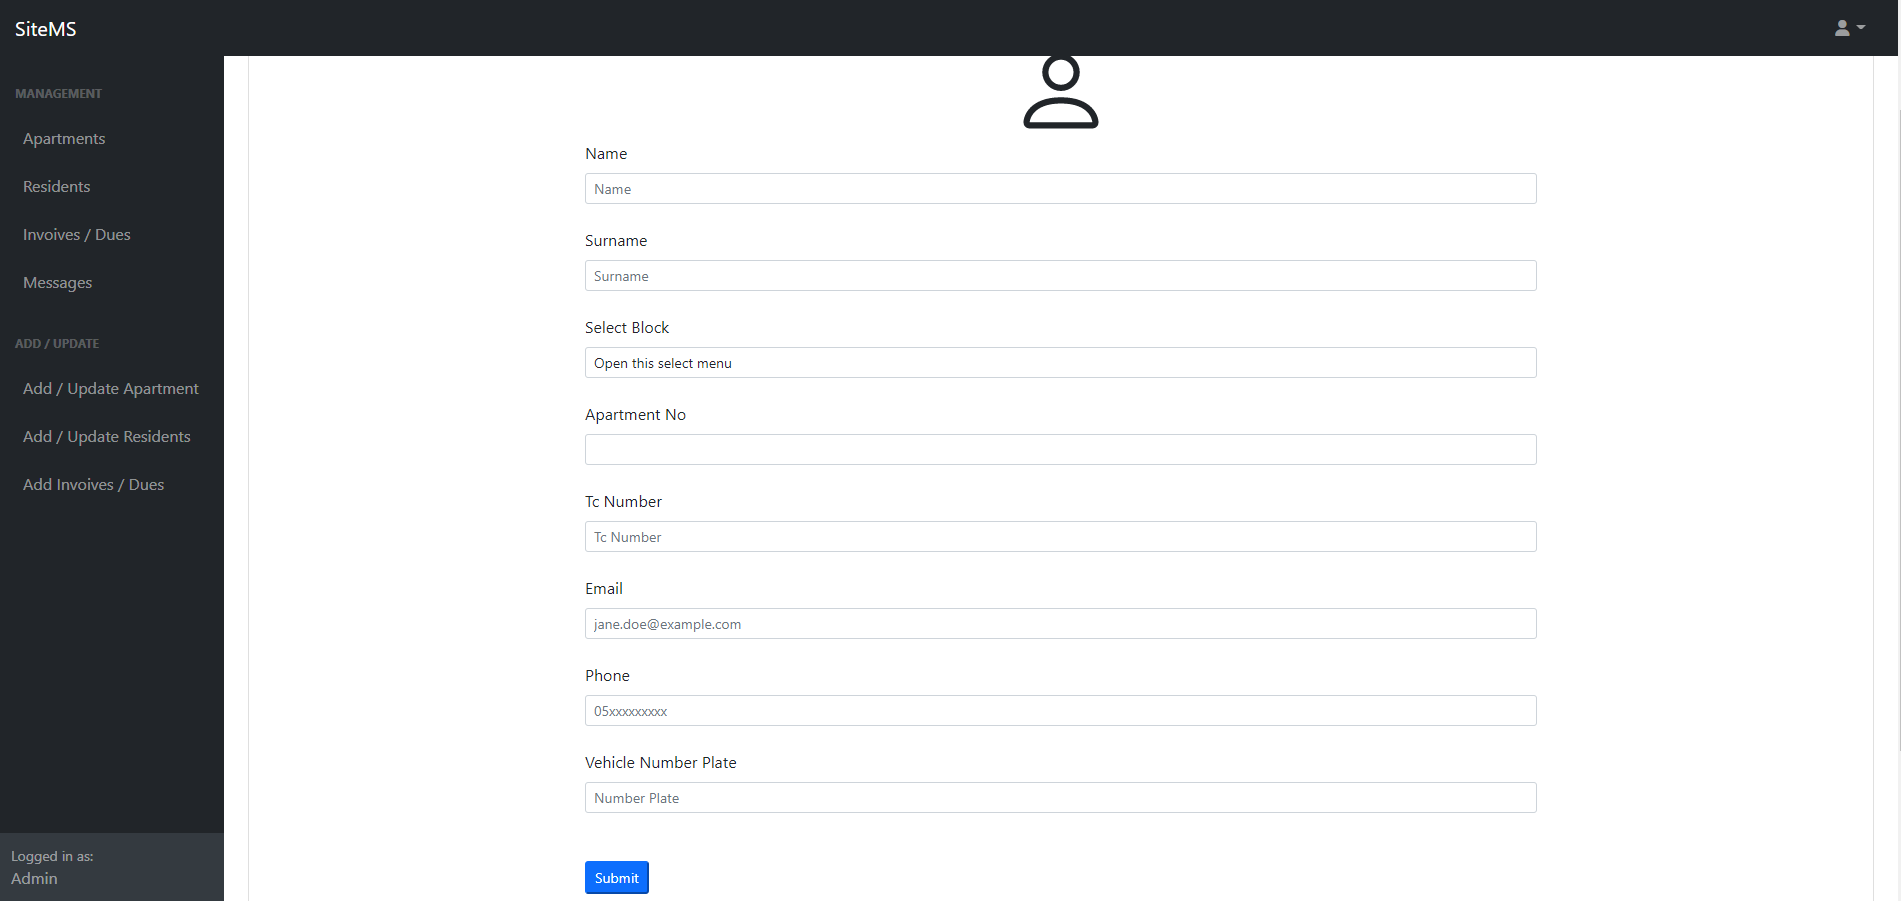 SiteMS
MANAGEMENT
Apartments
Residents
Invoives / Dues
Messages
ADD / UPDATE
Add / Update Apartment
Add / Update Residents
Add Invoives / Dues
Logged in as:
Admin
Name
Name
Surname
Surname
Select Block
Open this select menu
Apartment No
Tc Number
Tc Number
Email
jane.doe@example.com
Phone
05xxxxxxxxx
Vehicle Number Plate
Number Plate
Submit